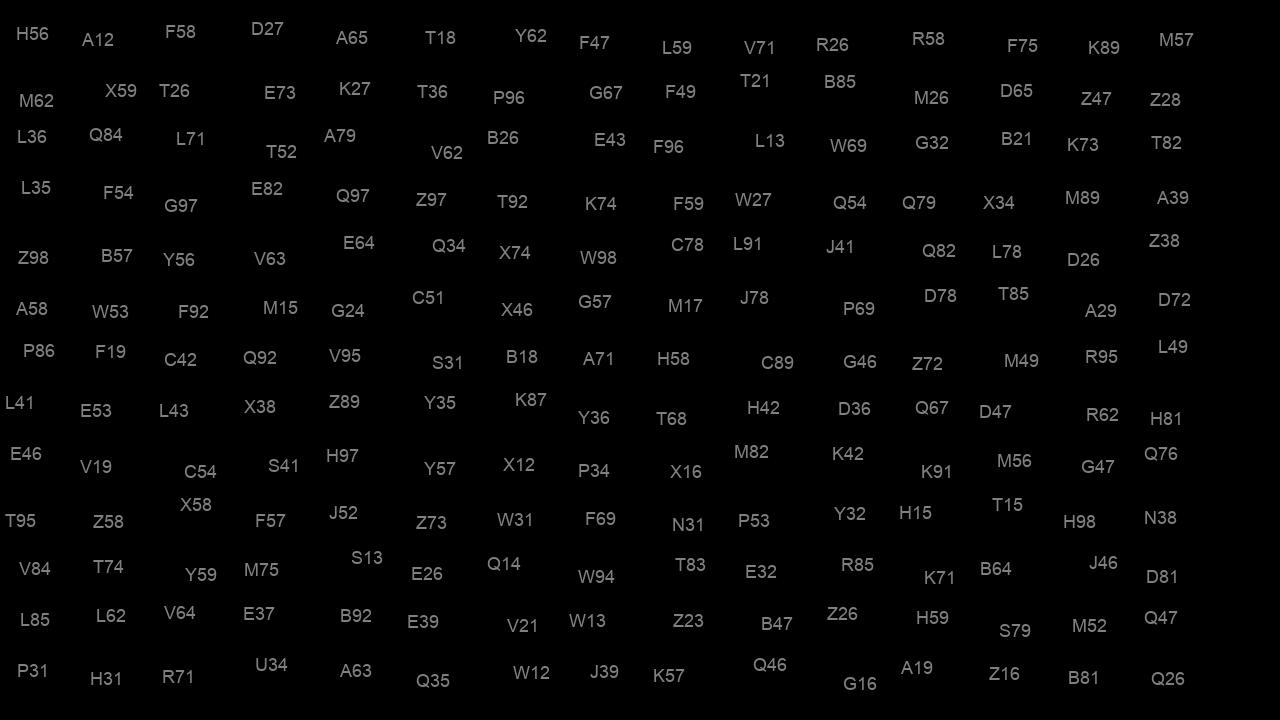 H56 A12 F58 D27 A65 T18 Y62 F47 L59 V71 R26 R58 F75 K89 M57
M62 X59 T26 E73 K27 T36 P96 G67 F49 T21 B85 M26 D65 Z47 Z28
L36 Q84 L71 T52 A79 V62 B26 E43 F96 L13 W69 G32 B21 K73 T82
L35 F54 G97 E82 Q97 Z97 T92 K74 F59 W27 Q54 Q79 X34 M89 A39
Z98 B57 Y56 V63 E64 Q34 X74 W98 C78 L91 J41 Q82 L78 D26 Z38
A58 W53 F92 M15 G24 C51 X46 G57 M17 J78 P69 D78 T85 A29 D72
P86 F19 C42 Q92 V95 S31 B18 A71 H58 C89 G46 Z72 M49 R95 L49
L41 E53 L43 X38 Z89 Y35 K87 Y36 T68 H42 D36 Q67 D47 R62 H81
E46 V19 C54 S41 H97 Y57 X12 P34 X16 M82 K42 K91 M56 G47 Q76
T95 Z58 X58 F57 J52 Z73 W31 F69 N31 P53 Y32 H15 T15 H98 N38
V84 T74 Y59 M75 S13 E26 Q14 W94 T83 E32 R85 K71 B64 J46 D81
L85 L62 V64 E37 B92 E39 V21 W13 Z23 B47 Z26 H59 S79 M52 Q47
P31 H31 R71 U34 A63 Q35 W12 J39 K57 Q46 G16 A19 Z16 B81 Q26